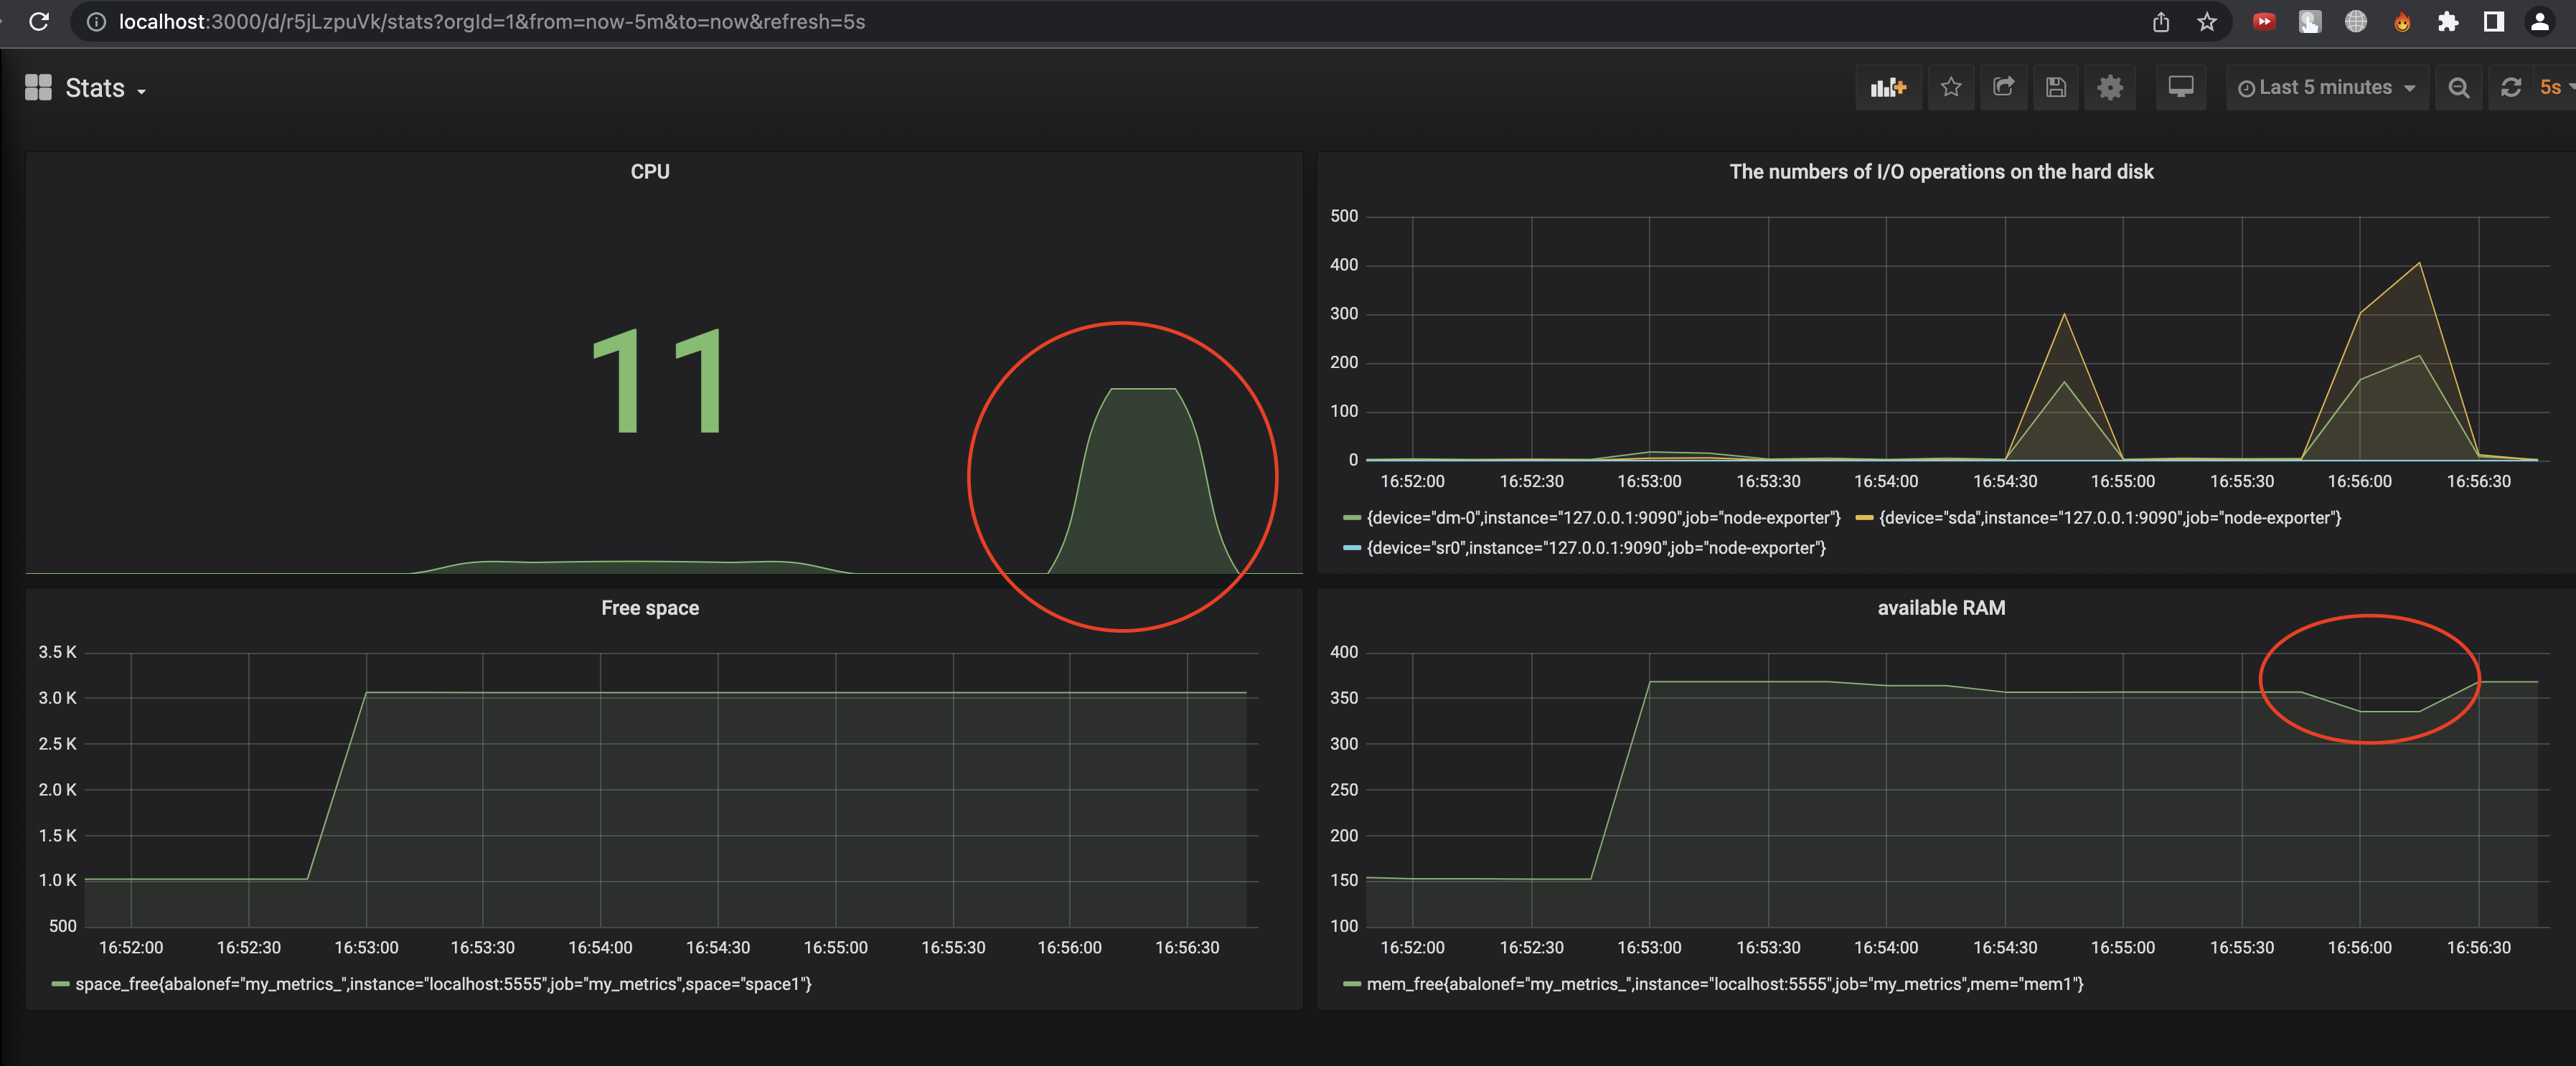 localhost:3000/d/r5jLzpuVk/stats?orgId=1&from=now-5m&to=now&refresh=5s
Stats
Last 5 minutes
5s
CPU
11
The numbers of I/O operations on the hard disk
500
400
300
200
100
0
16:52:00 16:52:30 16:53:00 16:53:30 16:54:00 16:54:30 16:55:00 16:55:30 16:56:00 16:56:30
{device="dm-0",instance="127.0.0.1:9090",job="node-exporter"} {device="sda",instance="127.0.0.1:9090",job="node-exporter"}
{device="sr0",instance="127.0.0.1:9090",job="node-exporter"}
Free space
3.5 K
3.0 K
2.5 K
2.0 K
1.5 K
1.0 K
500
16:52:00 16:52:30 16:53:00 16:53:30 16:54:00 16:54:30 16:55:00 16:55:30 16:56:00 16:56:30
space_free{abalonef="my_metrics_",instance="localhost:5555",job="my_metrics",space="space1"}
available RAM
400
350
300
250
200
150
100
16:52:00 16:52:30 16:53:00 16:53:30 16:54:00 16:54:30 16:55:00 16:55:30 16:56:00 16:56:30
mem_free{abalonef="my_metrics_",instance="localhost:5555",job="my_metrics",mem="mem1"}